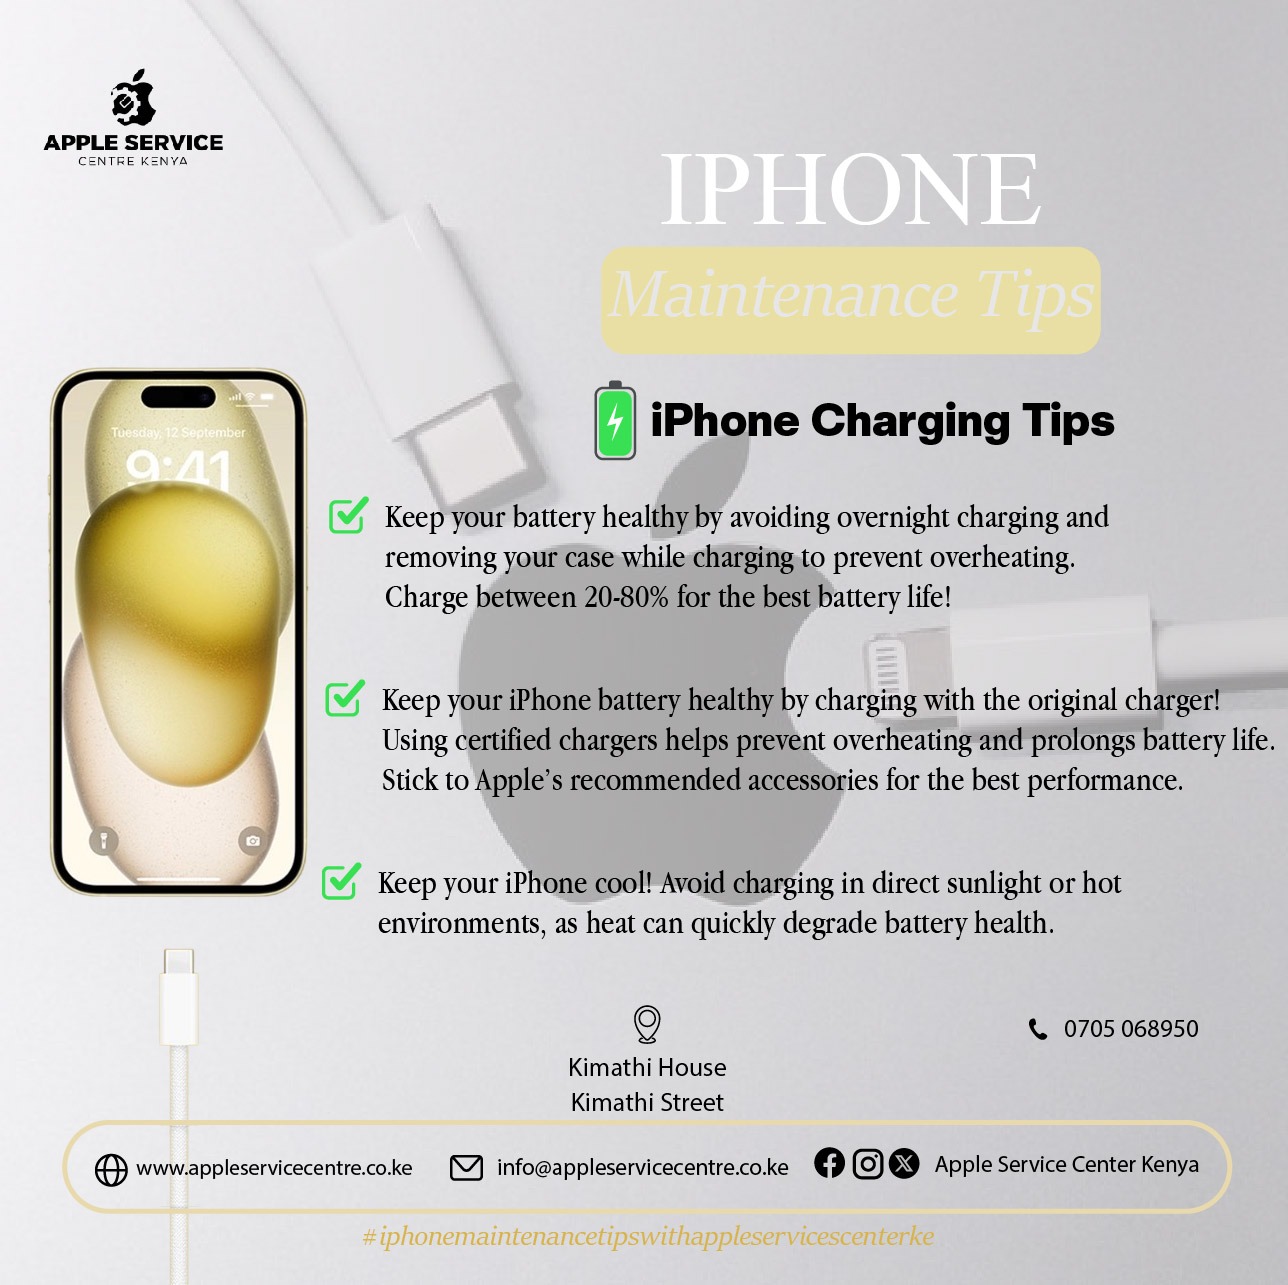 APPLE SERVICE
CENTRE KENYA
IPHONE
Maintenance Tips
iPhone Charging Tips
Tuesday, 12 September
9:41
Keep your battery healthy by avoiding overnight charging and
removing your case while charging to prevent overheating.
Charge between 20-80% for the best battery life!
Keep your iPhone battery healthy by charging with the original charger!
Using certified chargers helps prevent overheating and prolongs battery life.
Stick to Apple’s recommended accessories for the best performance.
Keep your iPhone cool! Avoid charging in direct sunlight or hot
environments, as heat can quickly degrade battery health.
0705 068950
Kimathi House
Kimathi Street
www.appleservicecentre.co.ke
info@appleservicecentre.co.ke
Apple Service Center Kenya
#iphonemaintenancetipswithappleservicescenterke